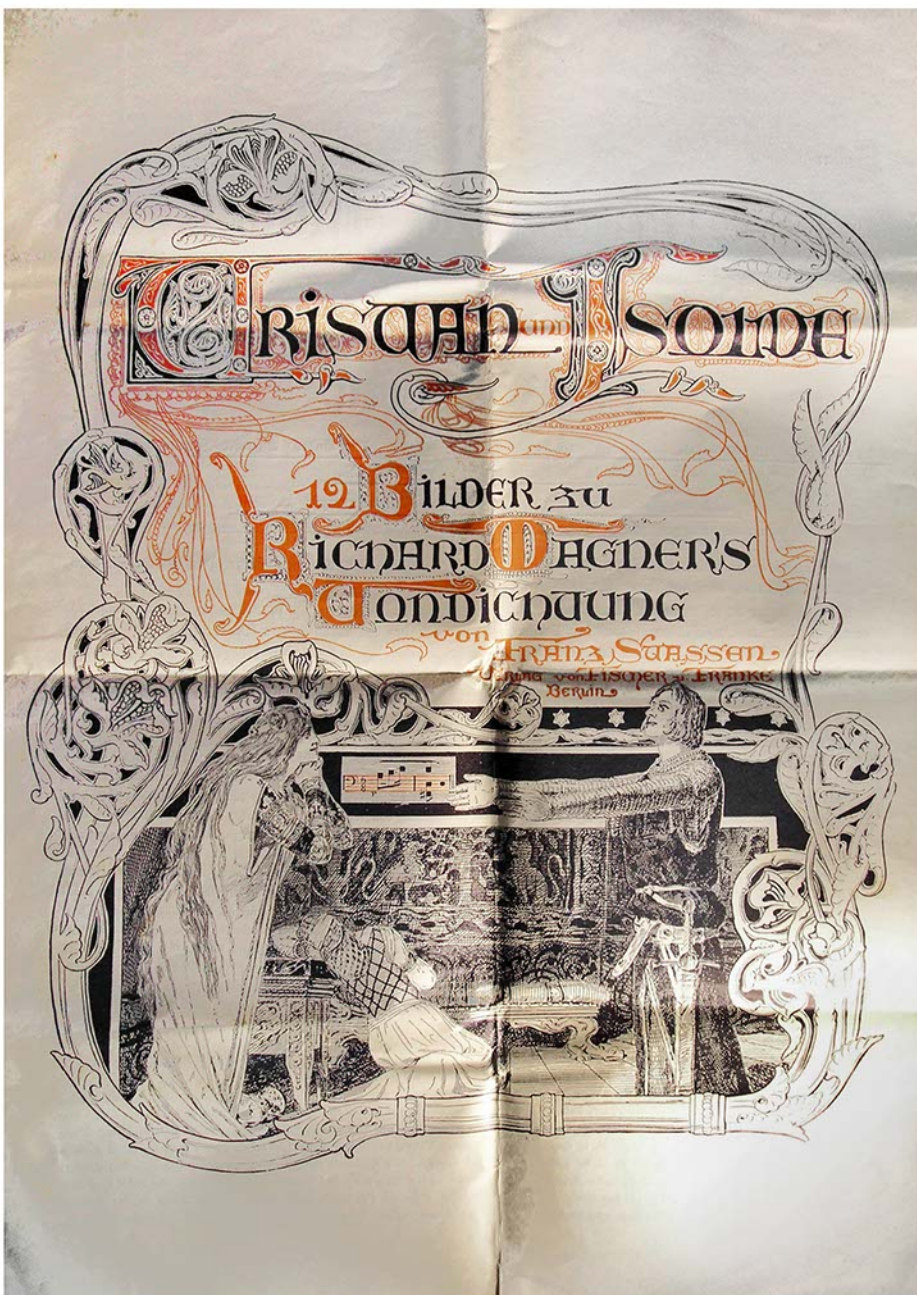 Tristan und Isolde
12 Bilder zu
Richard Wagner's
Tondichtung
von
Franz Stassen
Verlag von Fischer u. Franke
Berlin